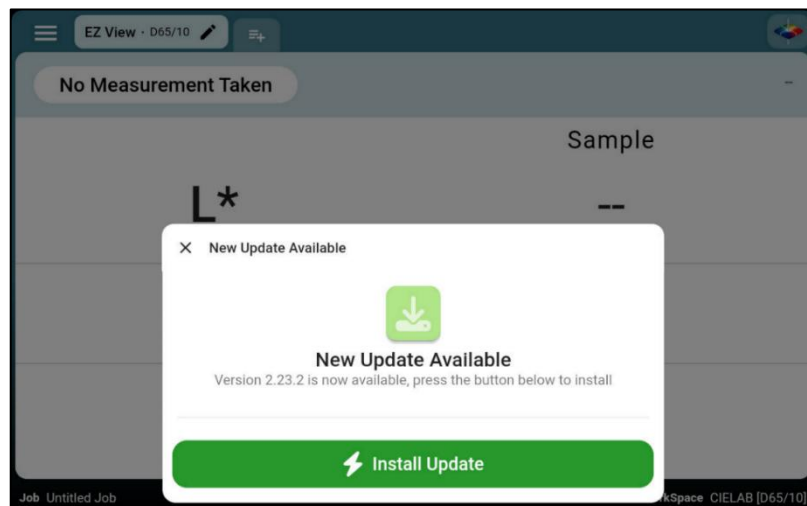 EZ View · D65/10
No Measurement Taken
--
Sample
L*
--
New Update Available
New Update Available
Version 2.23.2 is now available, press the button below to install
Install Update
Job Untitled Job
kSpace CIELAB [D65/10]